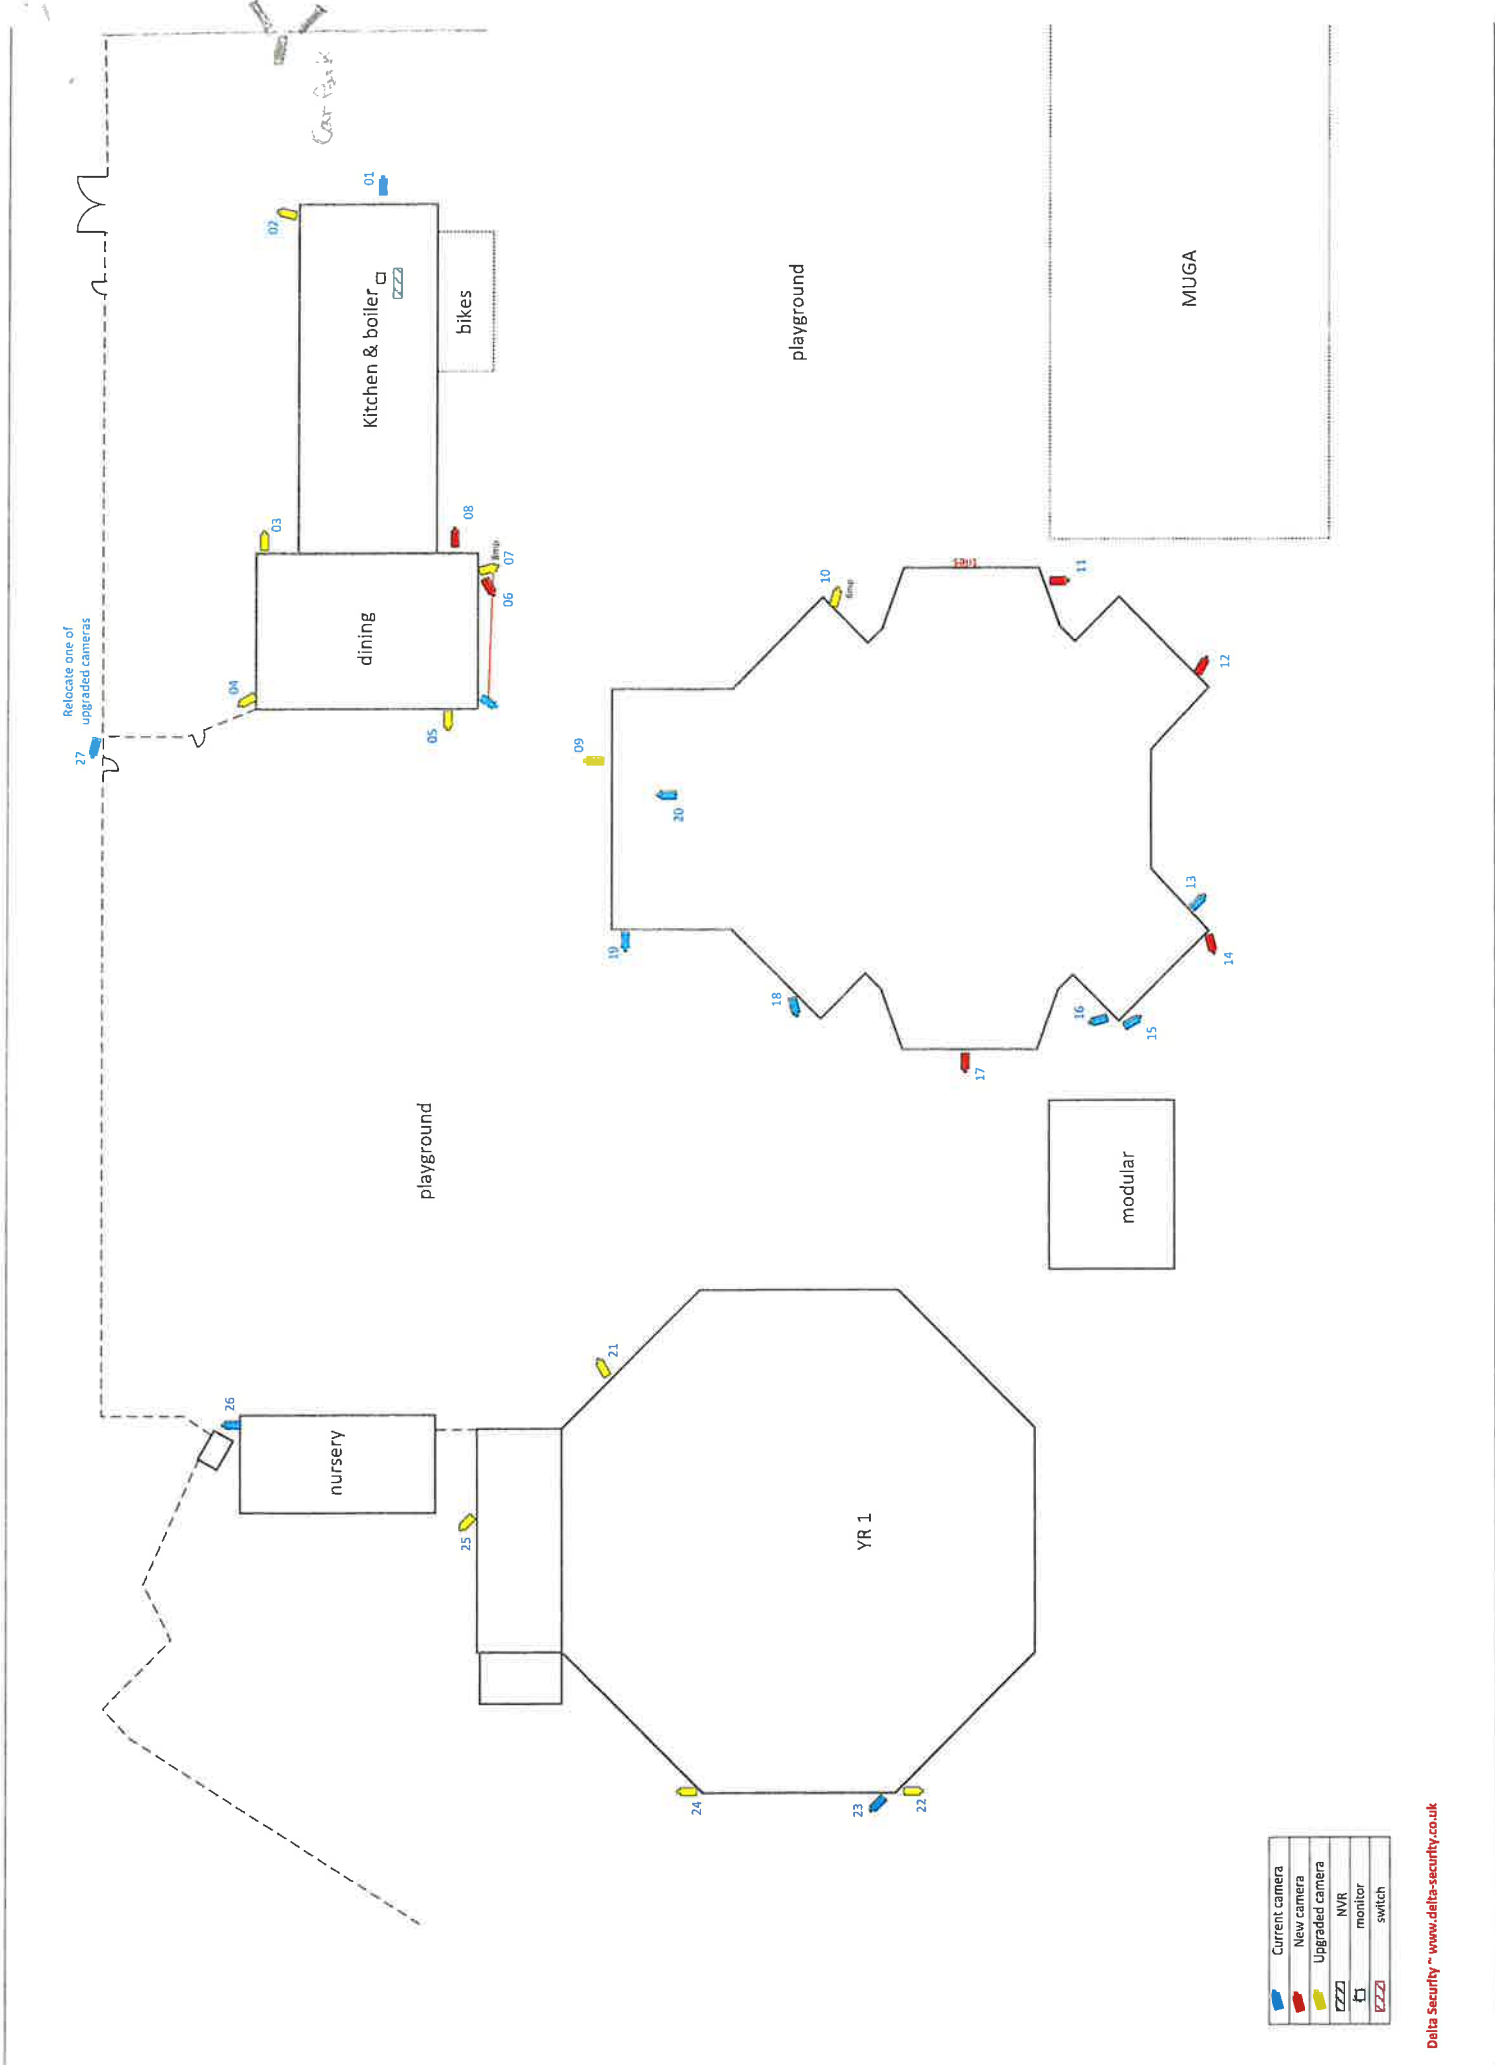 Car Park
01
02
Kitchen & boiler
bikes
playground
MUGA
03
08
07
06
dining
04
05
Relocate one of
upgraded cameras
27
09
10
11
12
20
13
14
19
18
16
15
17
playground
modular
26
nursery
21
25
YR 1
24
23
22
Current camera
New camera
Upgraded camera
NVR
monitor
switch
Delta Security ~ www.delta-security.co.uk